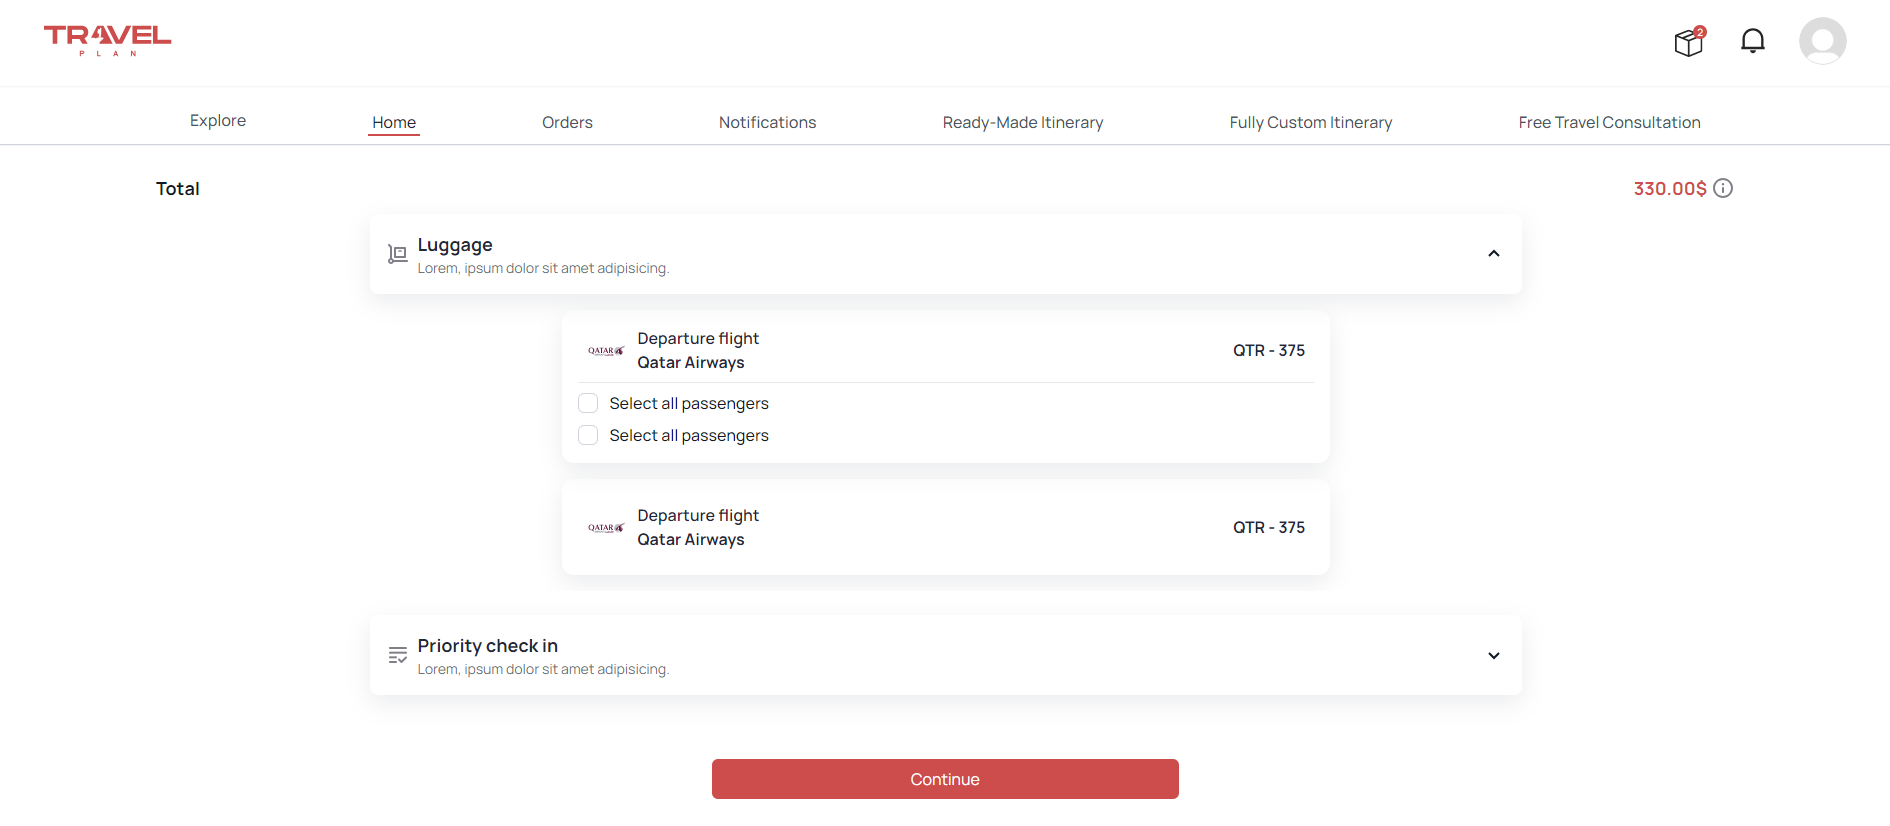 TRAVEL
PLAN
2
Explore
Home
Orders
Notifications
Ready-Made Itinerary
Fully Custom Itinerary
Free Travel Consultation
Total
330.00$
Luggage
Lorem, ipsum dolor sit amet adipisicing.
QATAR
Departure flight
Qatar Airways
QTR - 375
Select all passengers
Select all passengers
QATAR
Departure flight
Qatar Airways
QTR - 375
Priority check in
Lorem, ipsum dolor sit amet adipisicing.
Continue